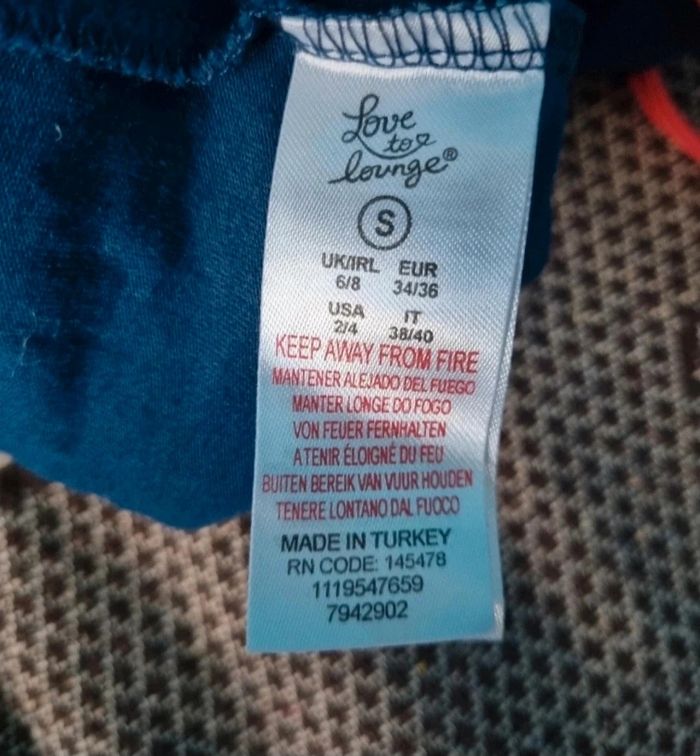 Love
to
lounge®
S
UK/IRL EUR
6/8 34/36
USA IT
2/4 38/40
KEEP AWAY FROM FIRE
MANTENER ALEJADO DEL FUEGO
MANTER LONGE DO FOGO
VON FEUER FERNHALTEN
A TENIR ÉLOIGNÉ DU FEU
BUITEN BEREIK VAN VUUR HOUDEN
TENERE LONTANO DAL FUOCO
MADE IN TURKEY
RN CODE: 145478
1119547659
7942902